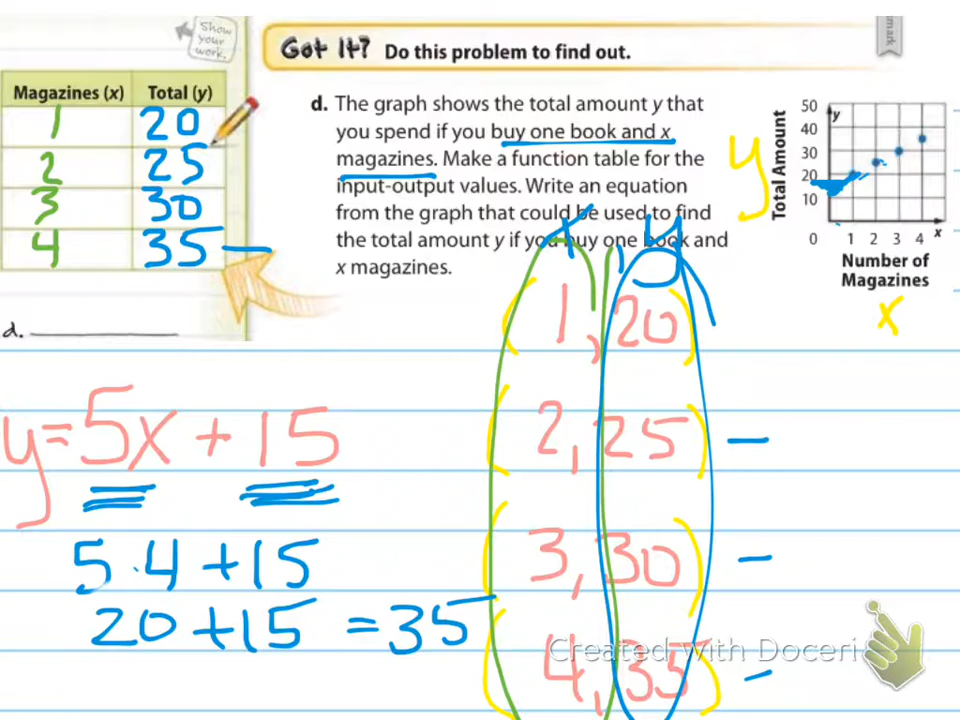 Show
your
work.
Got It? Do this problem to find out.
mark
Magazines (x) Total (y)
1 20
2 25
3 30
4 35
d. The graph shows the total amount y that
you spend if you buy one book and x
magazines. Make a function table for the
input-output values. Write an equation
from the graph that could be used to find
the total amount y if you buy one book and
x magazines.
y
Total Amount
50
40
30
20
10
0
y
1 2 3 4 x
Number of
Magazines
x
d.
x , y
(1, 20)
(2, 25) –
(3, 30) –
(4, 35) –
y = 5x + 15
5 · 4 + 15
20 + 15 = 35
Created with Doceri